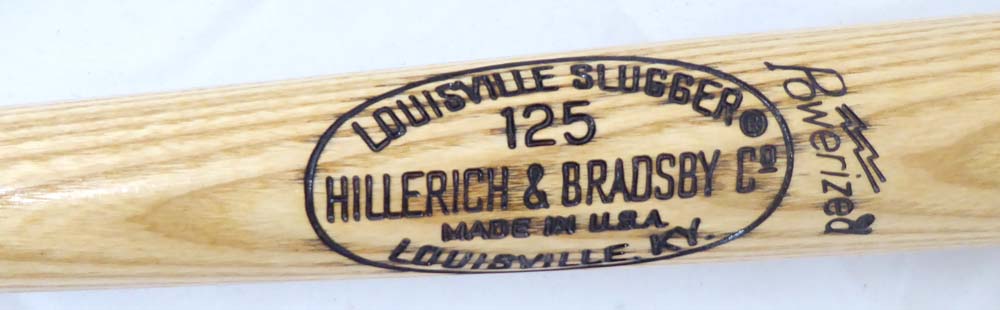 LOUISVILLE SLUGGER®
125
HILLERICH & BRADSBY Co
MADE IN U.S.A.
LOUISVILLE, KY.
Powerized